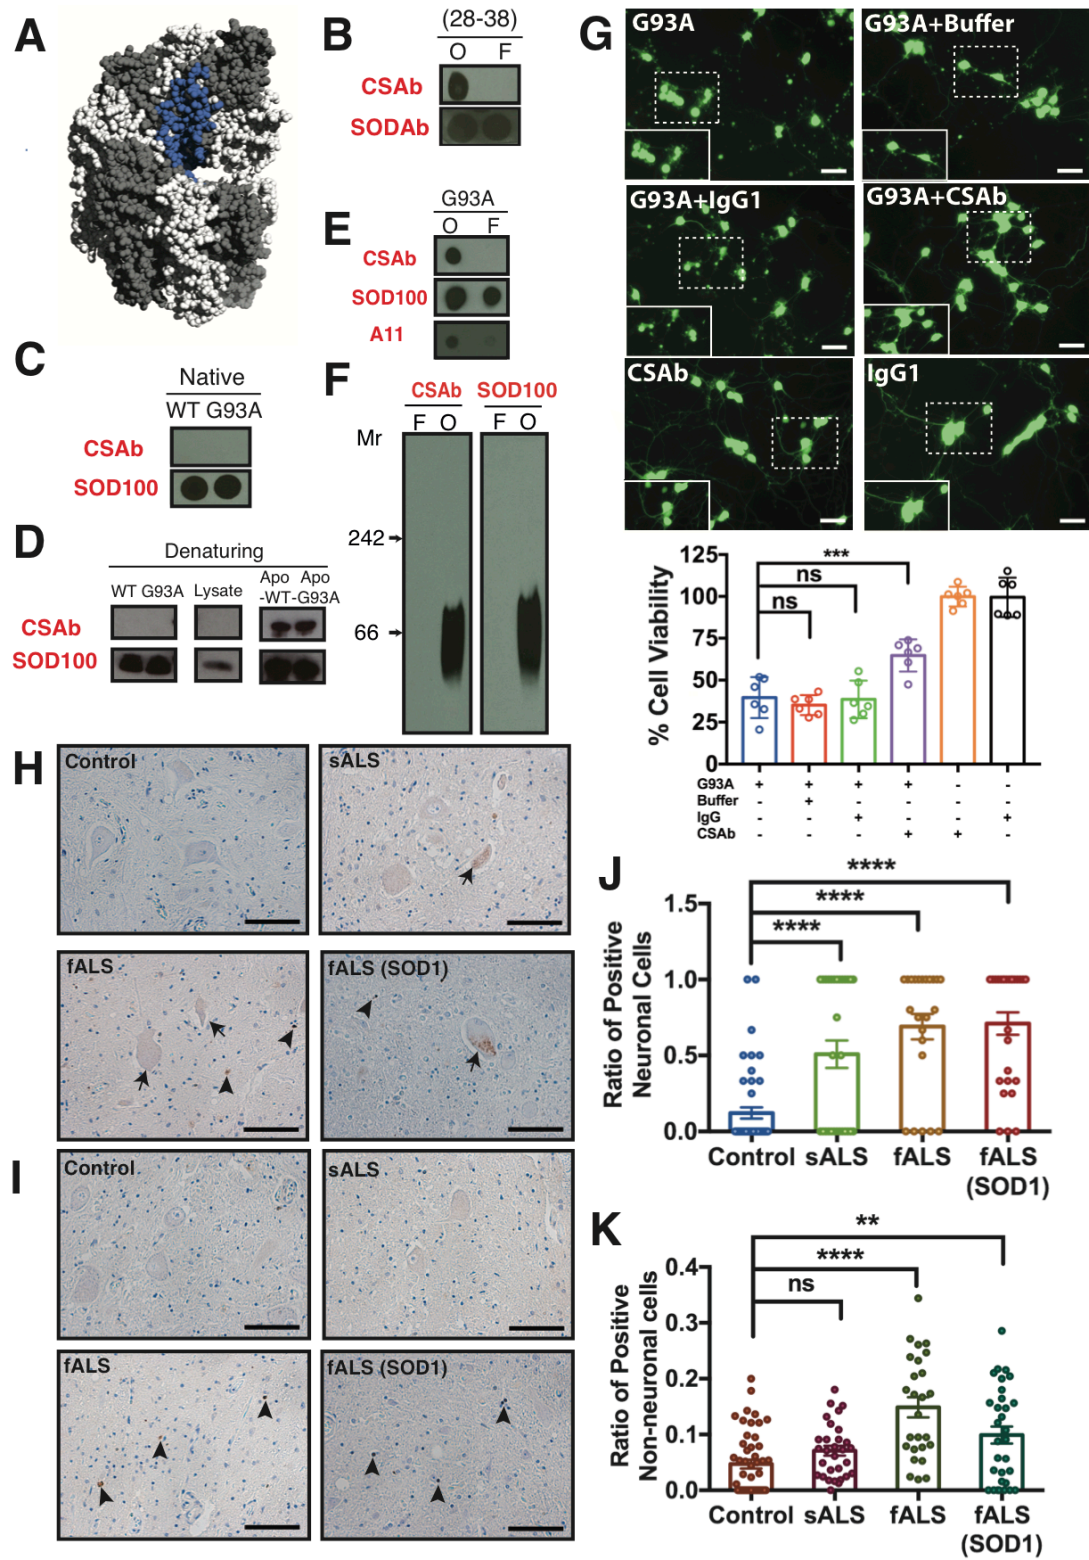 A
B
(28-38)
O F
CSAb
SODAb
C
Native
WT G93A
CSAb
SOD100
D
Denaturing
WT G93A
Lysate
Apo Apo
-WT-G93A
CSAb
SOD100
E
G93A
O F
CSAb
SOD100
A11
F
CSAb SOD100
F O F O
Mr
242
66
G
G93A
G93A+Buffer
G93A+IgG1
G93A+CSAb
CSAb
IgG1
% Cell Viability
125
100
75
50
25
0
***
ns
ns
G93A + + + + - -
Buffer - + - - - -
IgG - - + - - +
CSAb - - - + + -
H
Control
sALS
fALS
fALS (SOD1)
I
Control
sALS
fALS
fALS (SOD1)
J
Ratio of Positive
Neuronal Cells
1.5
1.0
0.5
0.0
****
****
****
Control sALS fALS fALS
(SOD1)
K
Ratio of Positive
Non-neuronal cells
0.4
0.3
0.2
0.1
0.0
**
****
ns
Control sALS fALS fALS
(SOD1)